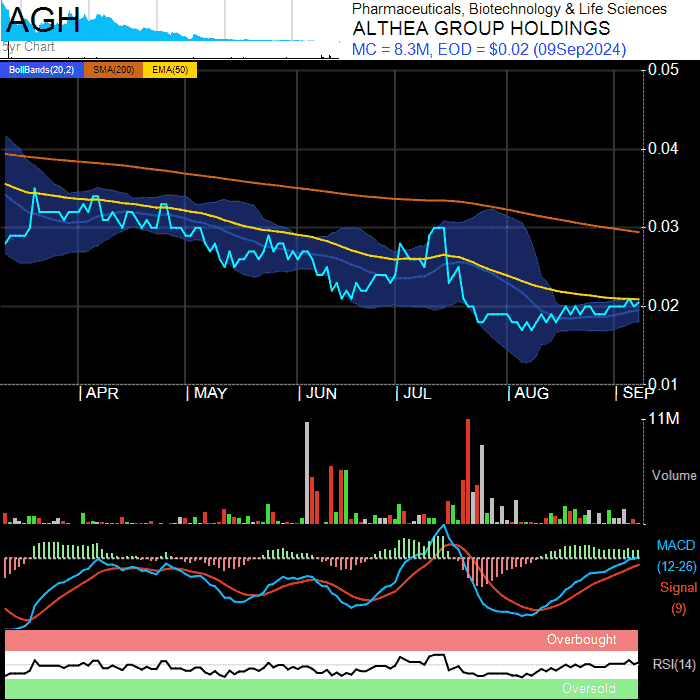 AGH
5yr Chart
Pharmaceuticals, Biotechnology & Life Sciences
ALTHEA GROUP HOLDINGS
MC = 8.3M, EOD = $0.02 (09Sep2024)
BollBands(20,2) SMA(200) EMA(50)
0.05
0.04
0.03
0.02
0.01
APR MAY JUN JUL AUG SEP
11M
Volume
MACD
(12-26)
Signal
(9)
Overbought
RSI(14)
Oversold